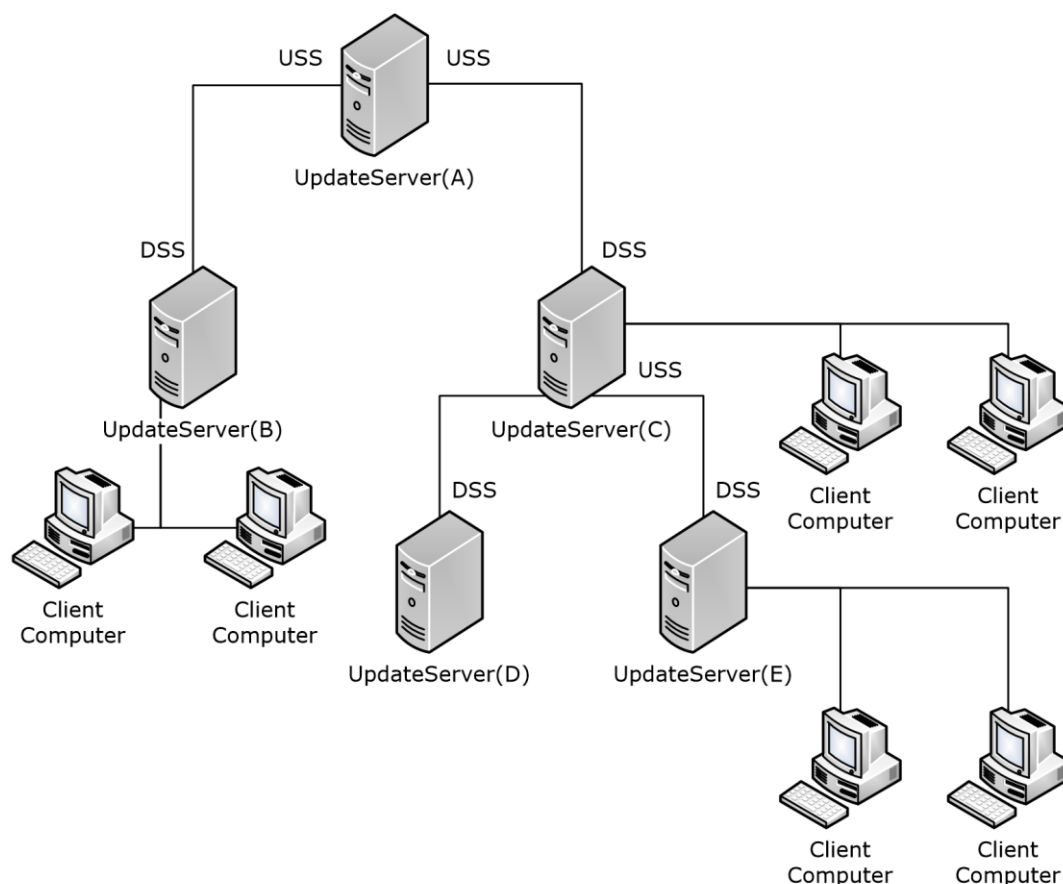 USS
USS
UpdateServer(A)
DSS
DSS
USS
UpdateServer(B)
UpdateServer(C)
DSS
DSS
Client
Computer
Client
Computer
Client
Computer
Client
Computer
UpdateServer(D)
UpdateServer(E)
Client
Computer
Client
Computer